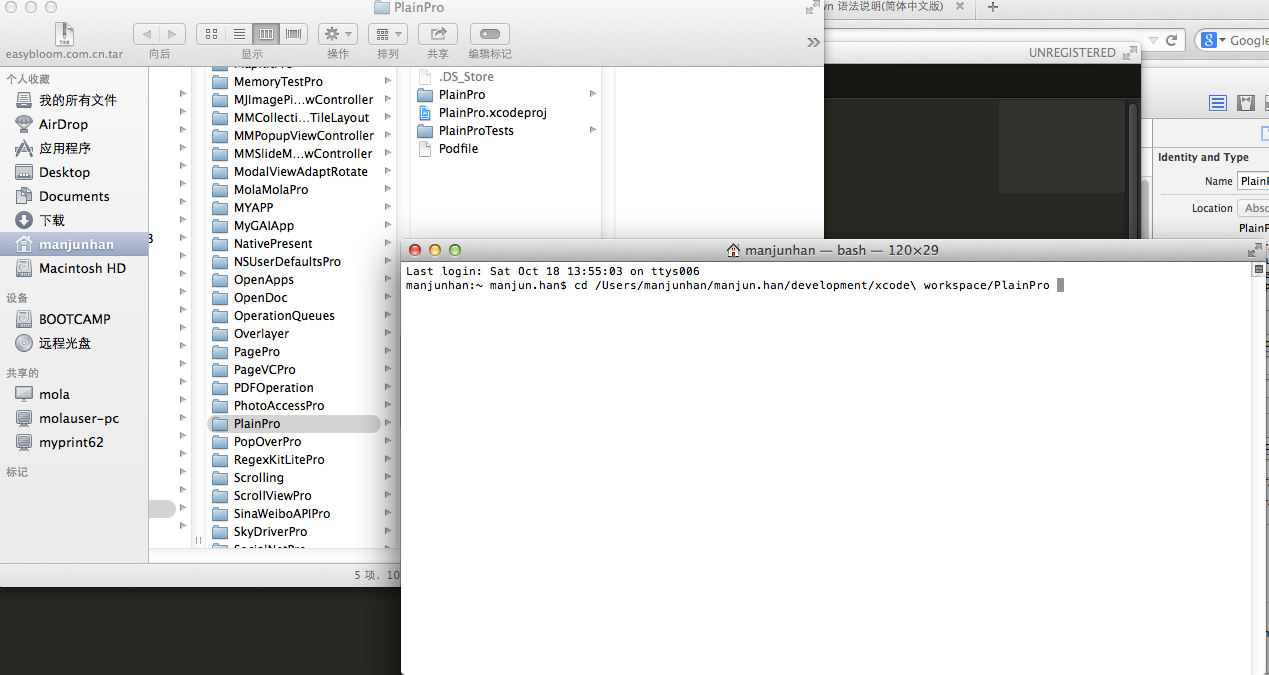 PlainPro
easybloom.com.cn.tar
向后
显示
操作
排列
共享
编辑标记
个人收藏
我的所有文件
AirDrop
应用程序
Desktop
Documents
下载
manjunhan
Macintosh HD
设备
BOOTCAMP
远程光盘
共享的
mola
molauser-pc
myprint62
标记
MemoryTestPro
MJImagePi...wController
MMCollecti...TileLayout
MMPopupViewController
MMSlideM...wController
ModalViewAdaptRotate
MolaMolaPro
MYAPP
MyGAIApp
NativePresent
NSUserDefaultsPro
OpenApps
OpenDoc
OperationQueues
Overlayer
PagePro
PageVCPro
PDFOperation
PhotoAccessPro
PlainPro
PopOverPro
RegexKitLitePro
Scrolling
ScrollViewPro
SinaWeiboAPIPro
SkyDriverPro
.DS_Store
PlainPro
PlainPro.xcodeproj
PlainProTests
Podfile
5 项，10
vn 语法说明(简体中文版)
Google
UNREGISTERED
Identity and Type
Name PlainP
Location Abso
PlainP
manjunhan — bash — 120×29
Last login: Sat Oct 18 13:55:03 on ttys006
manjunhan:~ manjun.han$ cd /Users/manjunhan/manjun.han/development/xcode\ workspace/PlainPro